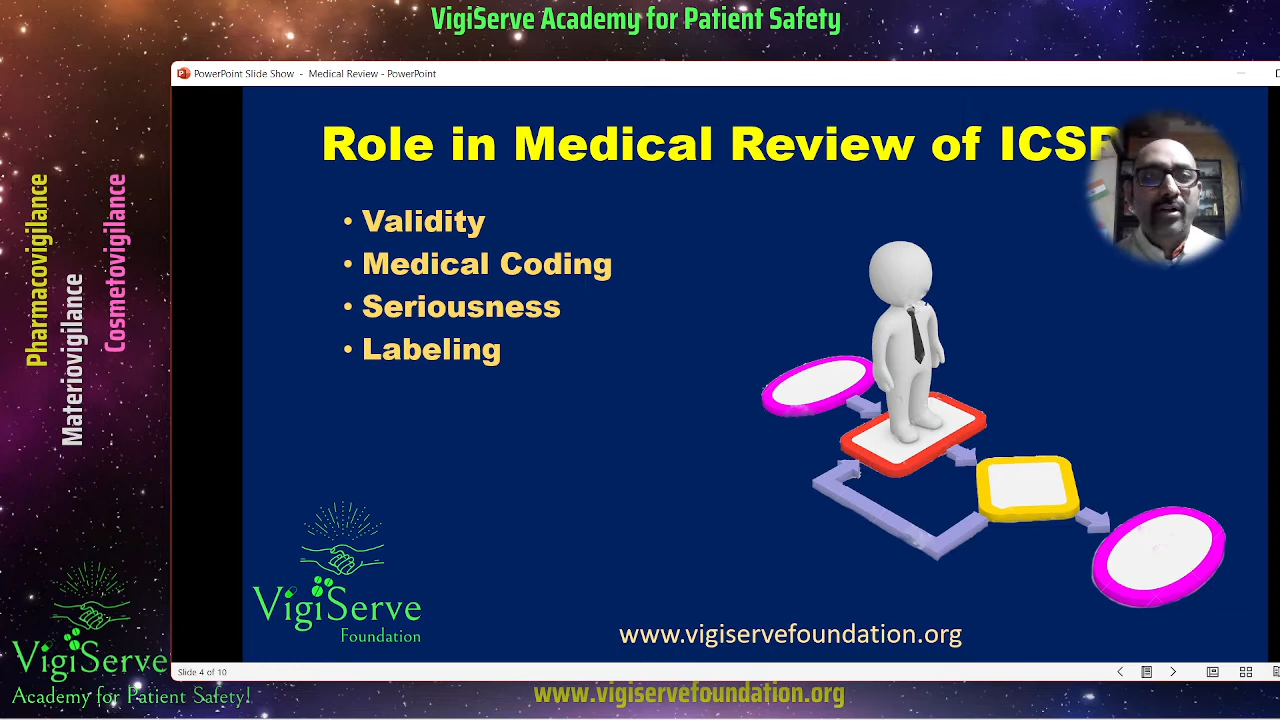 VigiServe Academy for Patient Safety
PowerPoint Slide Show - Medical Review - PowerPoint
Role in Medical Review of ICSR
• Validity
• Medical Coding
• Seriousness
• Labeling
Pharmacovigilance
Materiovigilance
Cosmetovigilance
VigiServe
Foundation
www.vigiservefoundation.org
VigiServe
Academy for Patient Safety!
Slide 4 of 10
www.vigiservefoundation.org